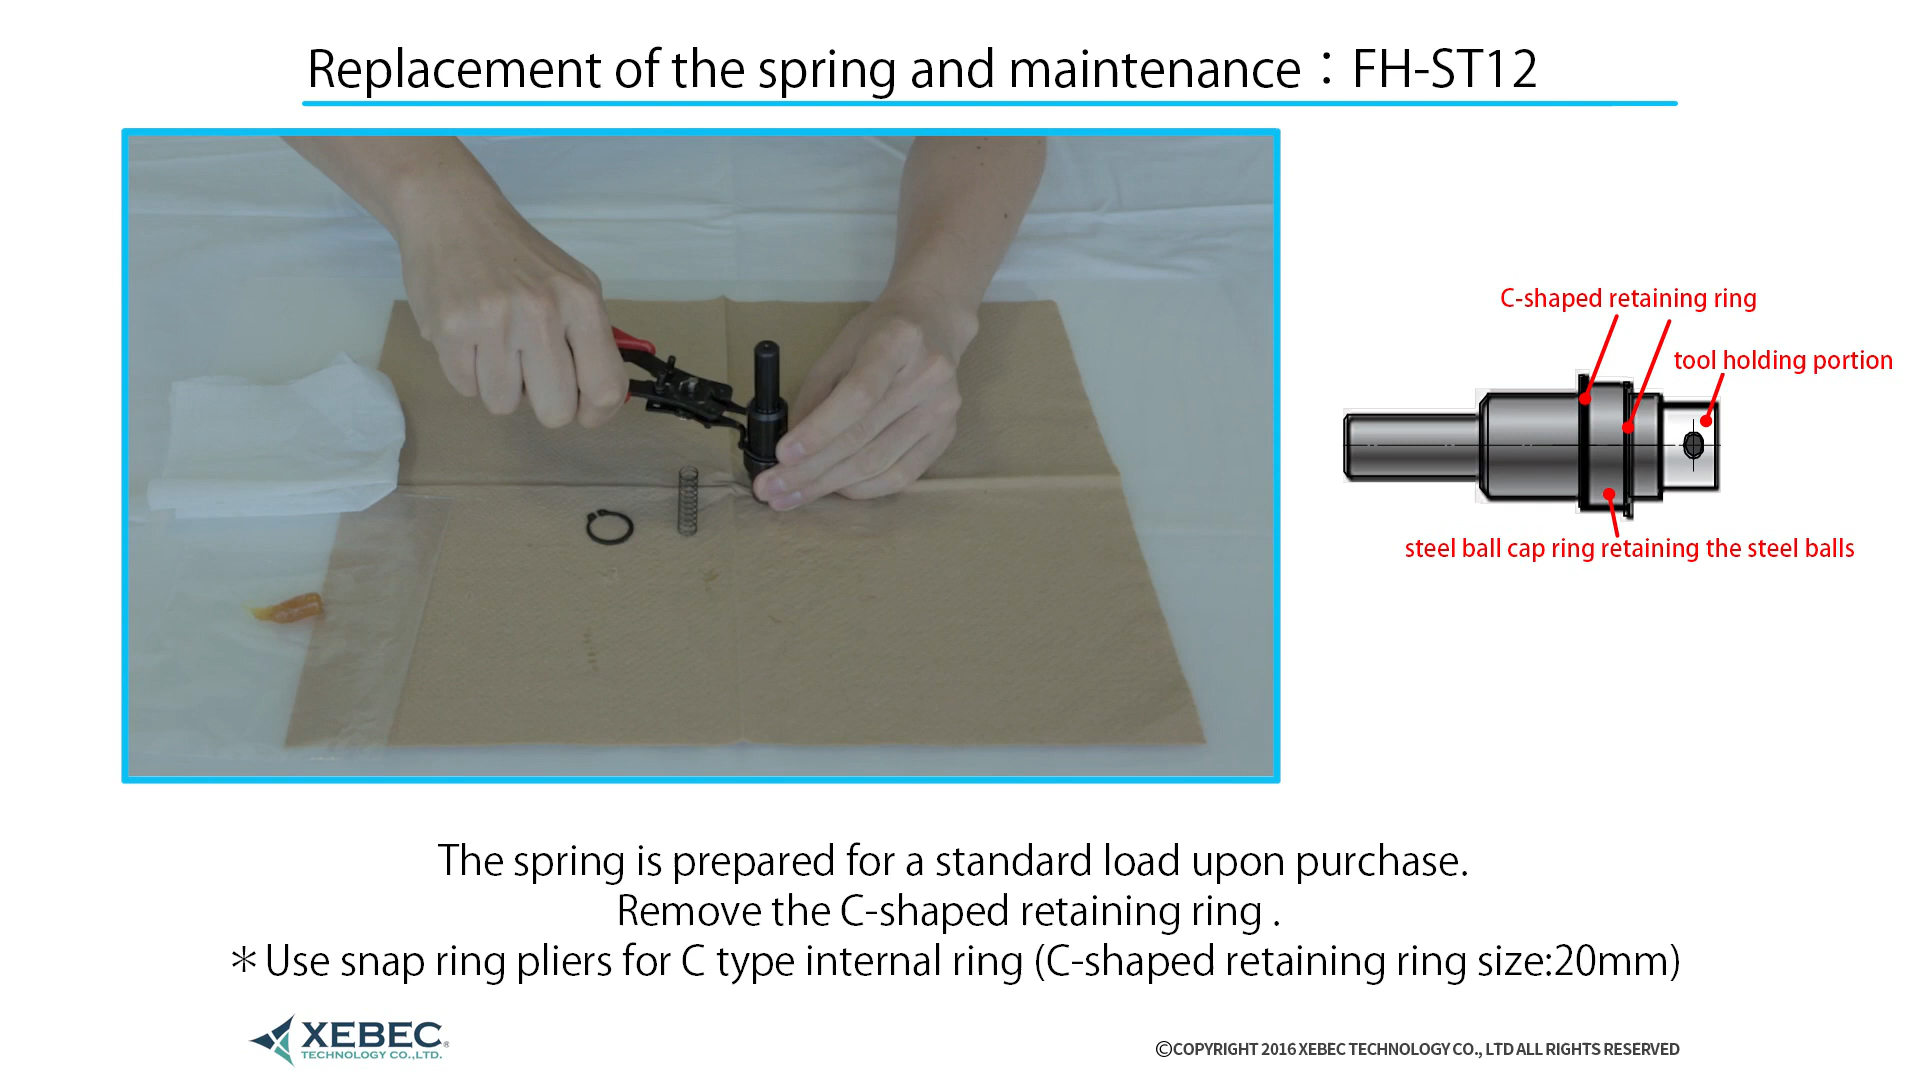 Replacement of the spring and maintenance：FH-ST12
C-shaped retaining ring
tool holding portion
steel ball cap ring retaining the steel balls
The spring is prepared for a standard load upon purchase.
Remove the C-shaped retaining ring .
＊Use snap ring pliers for C type internal ring (C-shaped retaining ring size:20mm)
XEBEC®
TECHNOLOGY CO.,LTD.
©COPYRIGHT 2016 XEBEC TECHNOLOGY CO., LTD ALL RIGHTS RESERVED